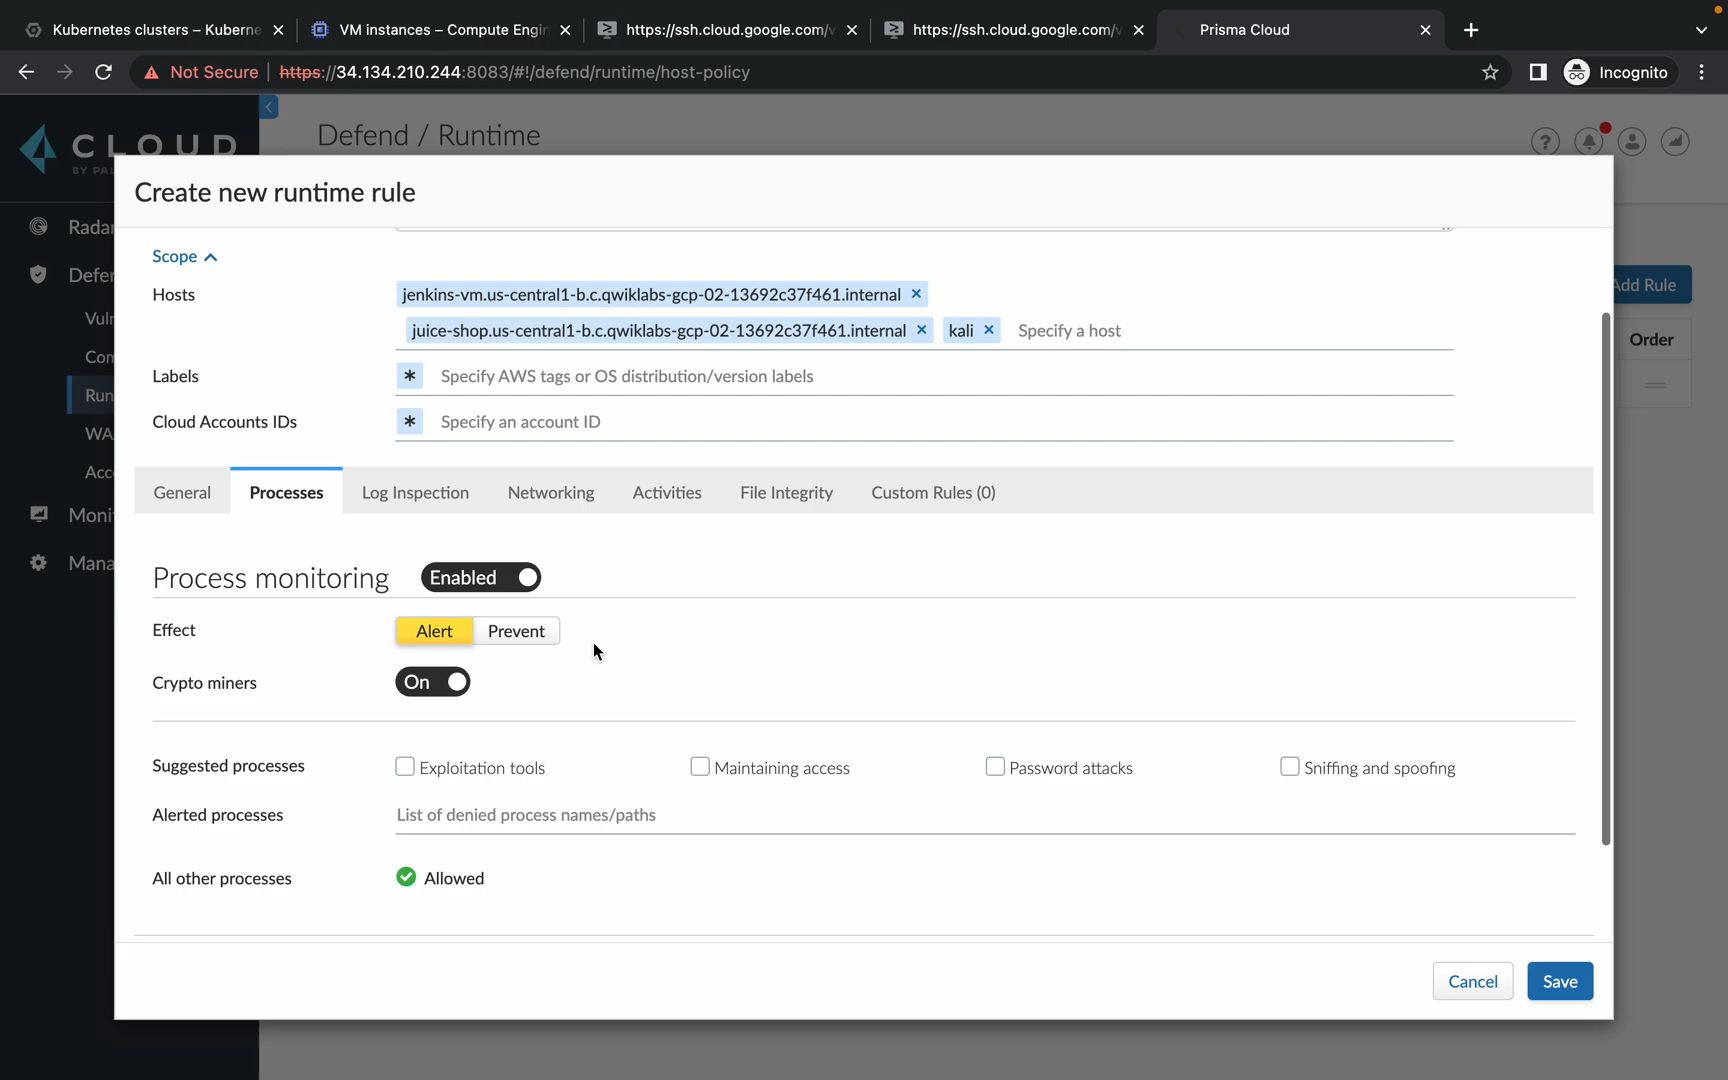 Kubernetes clusters – Kuberne
VM instances – Compute Engin
https://ssh.cloud.google.com/v
https://ssh.cloud.google.com/v
Prisma Cloud
Not Secure
https://34.134.210.244:8083/#!/defend/runtime/host-policy
Incognito
CLOUD
BY PAL
Defend / Runtime
Radar
Defen
Vuln
Com
Run
WA
Acce
Monit
Mana
Add Rule
Order
Create new runtime rule
Scope
Hosts
jenkins-vm.us-central1-b.c.qwiklabs-gcp-02-13692c37f461.internal ×
juice-shop.us-central1-b.c.qwiklabs-gcp-02-13692c37f461.internal × kali × Specify a host
Labels
* Specify AWS tags or OS distribution/version labels
Cloud Accounts IDs
* Specify an account ID
General Processes Log Inspection Networking Activities File Integrity Custom Rules (0)
Process monitoring Enabled
Effect Alert Prevent
Crypto miners On
Suggested processes Exploitation tools Maintaining access Password attacks Sniffing and spoofing
Alerted processes List of denied process names/paths
All other processes Allowed
Cancel Save